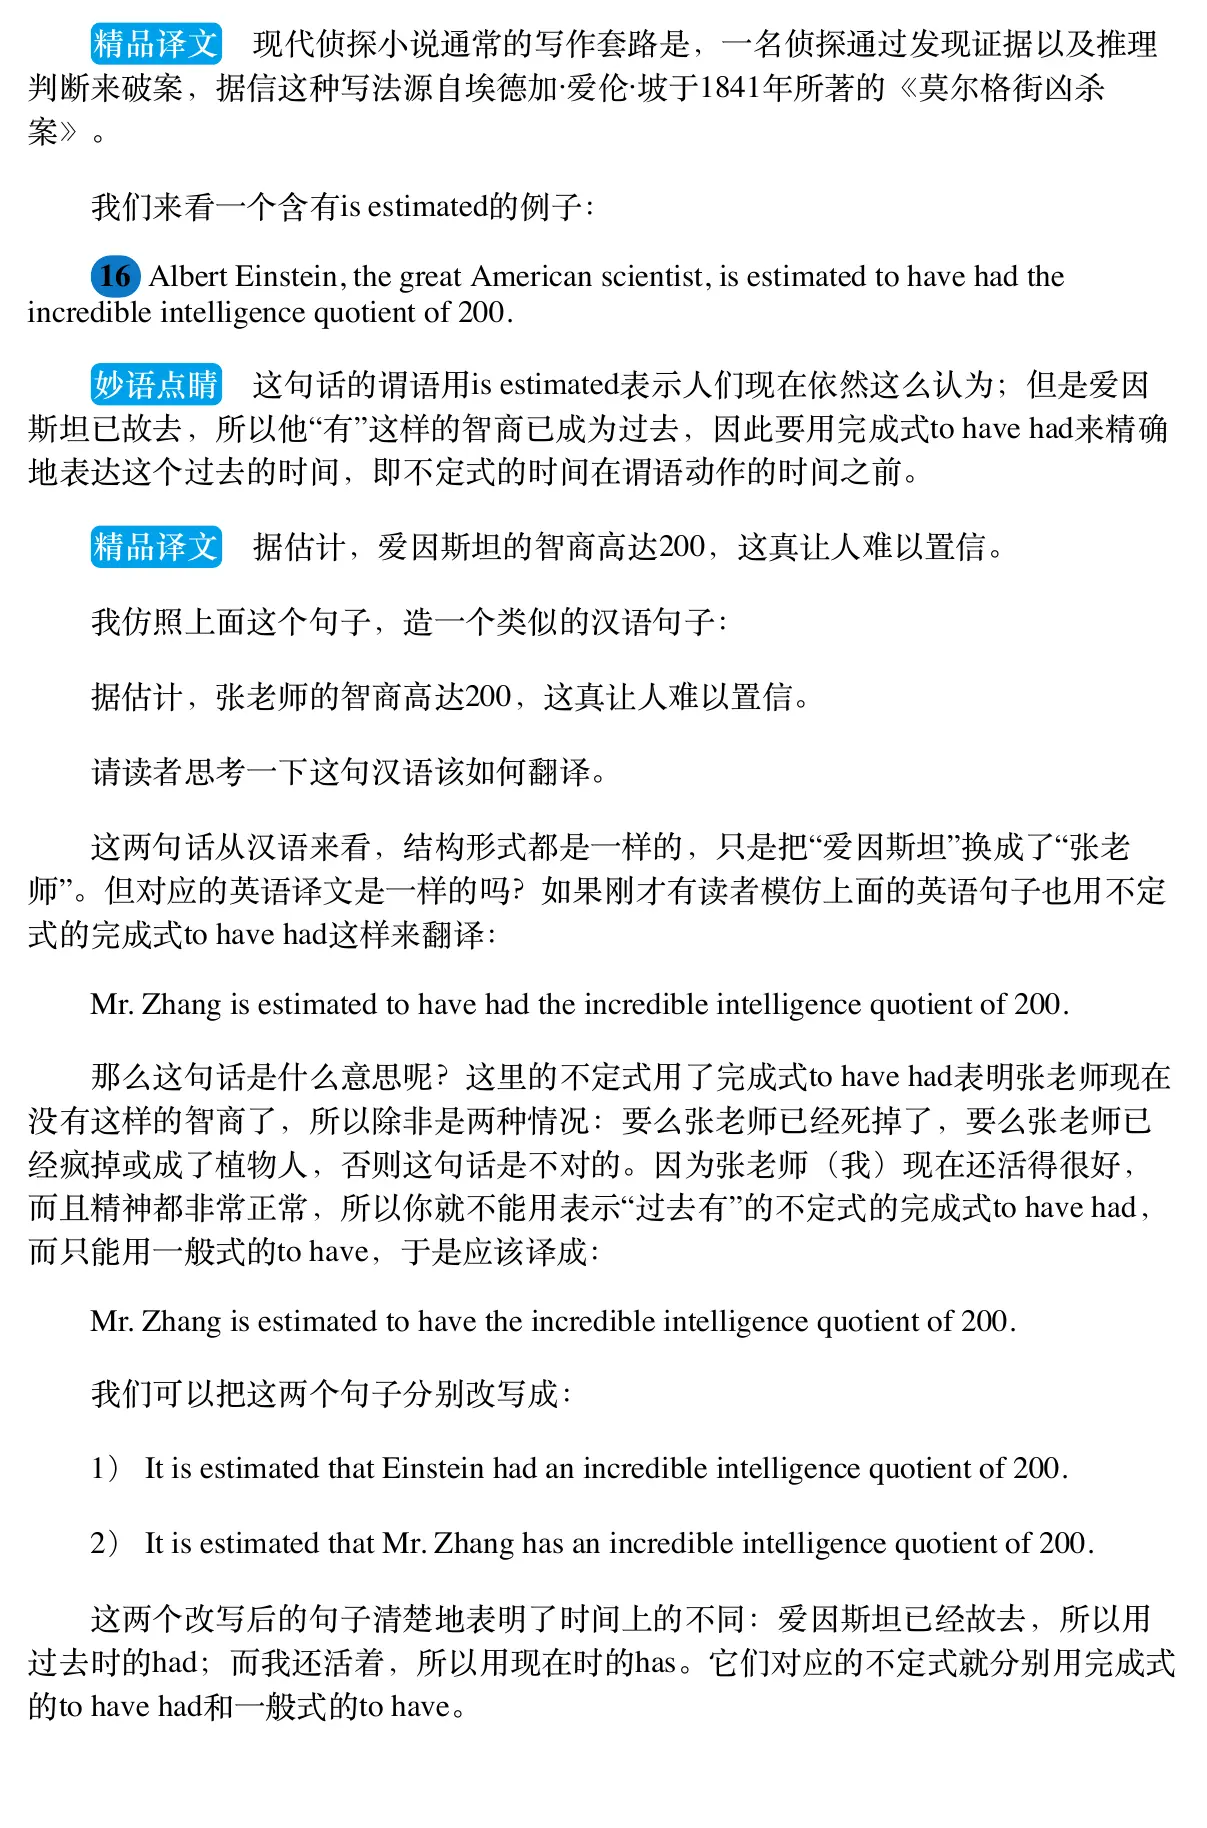 精品译文 现代侦探小说通常的写作套路是，一名侦探通过发现证据以及推理
判断来破案，据信这种写法源自埃德加·爱伦·坡于1841年所著的《莫尔格街凶杀
案》。
我们来看一个含有is estimated的例子：
16 Albert Einstein, the great American scientist, is estimated to have had the
incredible intelligence quotient of 200.
妙语点睛 这句话的谓语用is estimated表示人们现在依然这么认为；但是爱因
斯坦已故去，所以他“有”这样的智商已成为过去，因此要用完成式to have had来精确
地表达这个过去的时间，即不定式的时间在谓语动作的时间之前。
精品译文 据估计，爱因斯坦的智商高达200，这真让人难以置信。
我仿照上面这个句子，造一个类似的汉语句子：
据估计，张老师的智商高达200，这真让人难以置信。
请读者思考一下这句汉语该如何翻译。
这两句话从汉语来看，结构形式都是一样的，只是把“爱因斯坦”换成了“张老
师”。但对应的英语译文是一样的吗？如果刚才有读者模仿上面的英语句子也用不定
式的完成式to have had这样来翻译：
Mr. Zhang is estimated to have had the incredible intelligence quotient of 200.
那么这句话是什么意思呢？这里的不定式用了完成式to have had表明张老师现在
没有这样的智商了，所以除非是两种情况：要么张老师已经死掉了，要么张老师已
经疯掉或成了植物人，否则这句话是不对的。因为张老师（我）现在还活得很好，
而且精神都非常正常，所以你就不能用表示“过去有”的不定式的完成式to have had，
而只能用一般式的to have，于是应该译成：
Mr. Zhang is estimated to have the incredible intelligence quotient of 200.
我们可以把这两个句子分别改写成：
1） It is estimated that Einstein had an incredible intelligence quotient of 200.
2） It is estimated that Mr. Zhang has an incredible intelligence quotient of 200.
这两个改写后的句子清楚地表明了时间上的不同：爱因斯坦已经故去，所以用
过去时的had；而我还活着，所以用现在时的has。它们对应的不定式就分别用完成式
的to have had和一般式的to have。